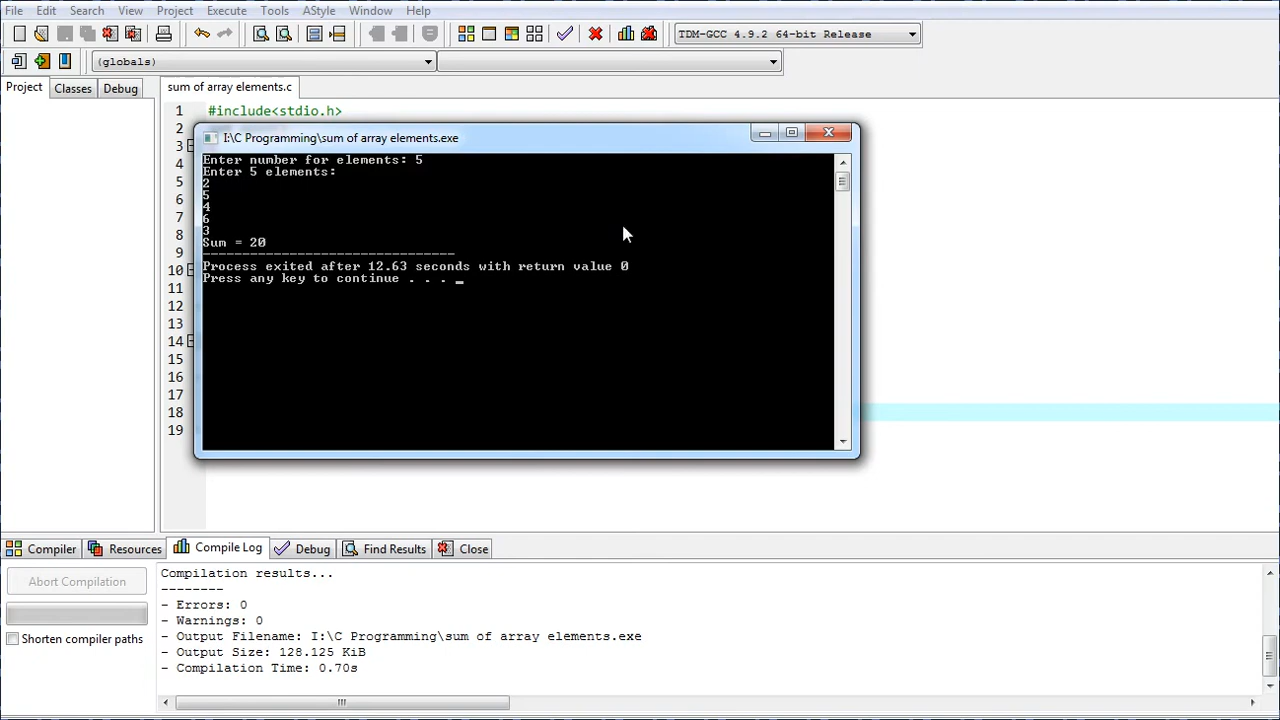 File Edit Search View Project Execute Tools AStyle Window Help
TDM-GCC 4.9.2 64-bit Release
(globals)
Project Classes Debug
sum of array elements.c
1 #include<stdio.h>
2
3
4
5
6
7
8
9
10
11
12
13
14
15
16
17
18
19
I:\C Programming\sum of array elements.exe
Enter number for elements: 5
Enter 5 elements:
2
5
4
6
3
Sum = 20
--------------------------------
Process exited after 12.63 seconds with return value 0
Press any key to continue . . . _
Compiler Resources Compile Log Debug Find Results Close
Abort Compilation
Shorten compiler paths
Compilation results...
--------
- Errors: 0
- Warnings: 0
- Output Filename: I:\C Programming\sum of array elements.exe
- Output Size: 128.125 KiB
- Compilation Time: 0.70s